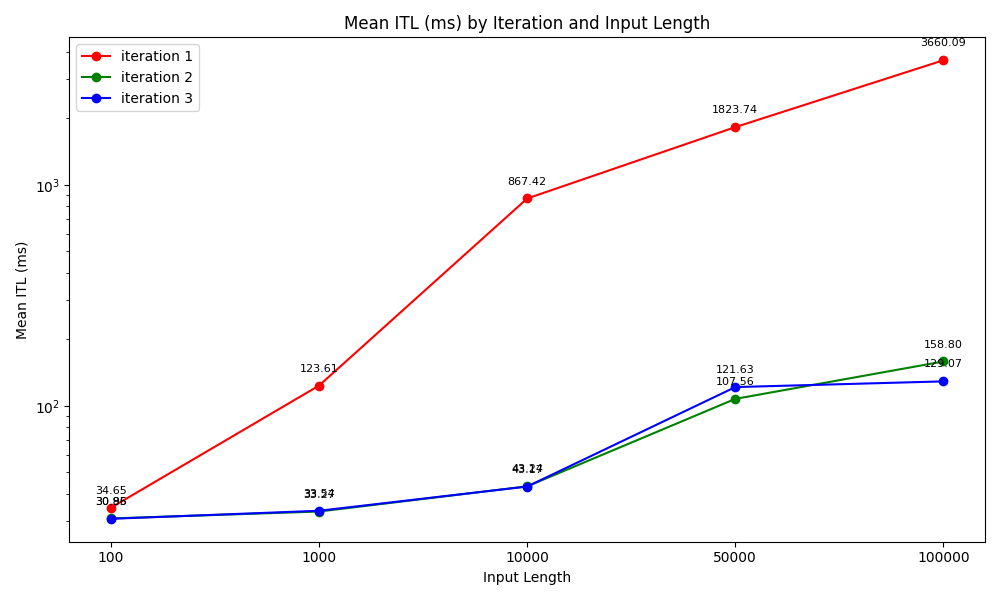 Mean ITL (ms) by Iteration and Input Length
iteration 1
iteration 2
iteration 3
3660.09
1823.74
867.42
123.61
34.65
158.80
129.07
121.63
107.56
Mean ITL (ms)
10³
10²
100
1000
10000
50000
100000
Input Length